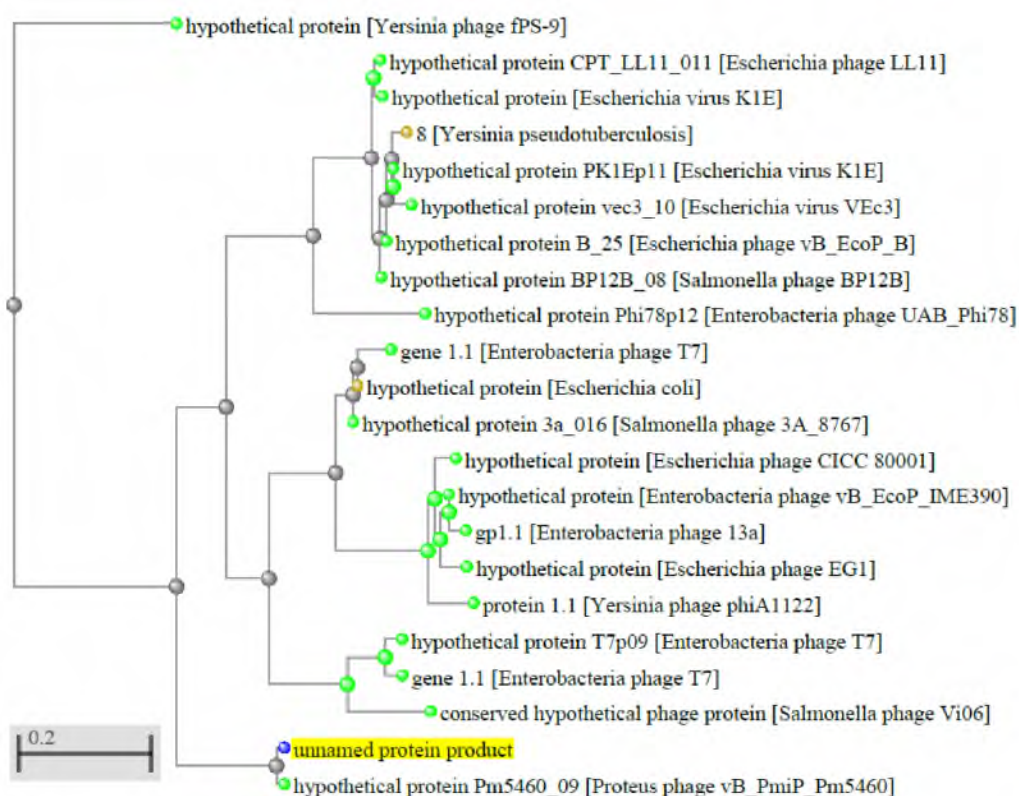 hypothetical protein [Yersinia phage fPS-9]
hypothetical protein CPT_LL11_011 [Escherichia phage LL11]
hypothetical protein [Escherichia virus K1E]
8 [Yersinia pseudotuberculosis]
hypothetical protein PK1Ep11 [Escherichia virus K1E]
hypothetical protein vec3_10 [Escherichia virus VEc3]
hypothetical protein B_25 [Escherichia phage vB_EcoP_B]
hypothetical protein BP12B_08 [Salmonella phage BP12B]
hypothetical protein Phi78p12 [Enterobacteria phage UAB_Phi78]
gene 1.1 [Enterobacteria phage T7]
hypothetical protein [Escherichia coli]
hypothetical protein 3a_016 [Salmonella phage 3A_8767]
hypothetical protein [Escherichia phage CICC 80001]
hypothetical protein [Enterobacteria phage vB_EcoP_IME390]
gp1.1 [Enterobacteria phage 13a]
hypothetical protein [Escherichia phage EG1]
protein 1.1 [Yersinia phage phiA1122]
hypothetical protein T7p09 [Enterobacteria phage T7]
gene 1.1 [Enterobacteria phage T7]
conserved hypothetical phage protein [Salmonella phage Vi06]
0.2
unnamed protein product
hypothetical protein Pm5460_09 [Proteus phage vB_PmiP_Pm5460]